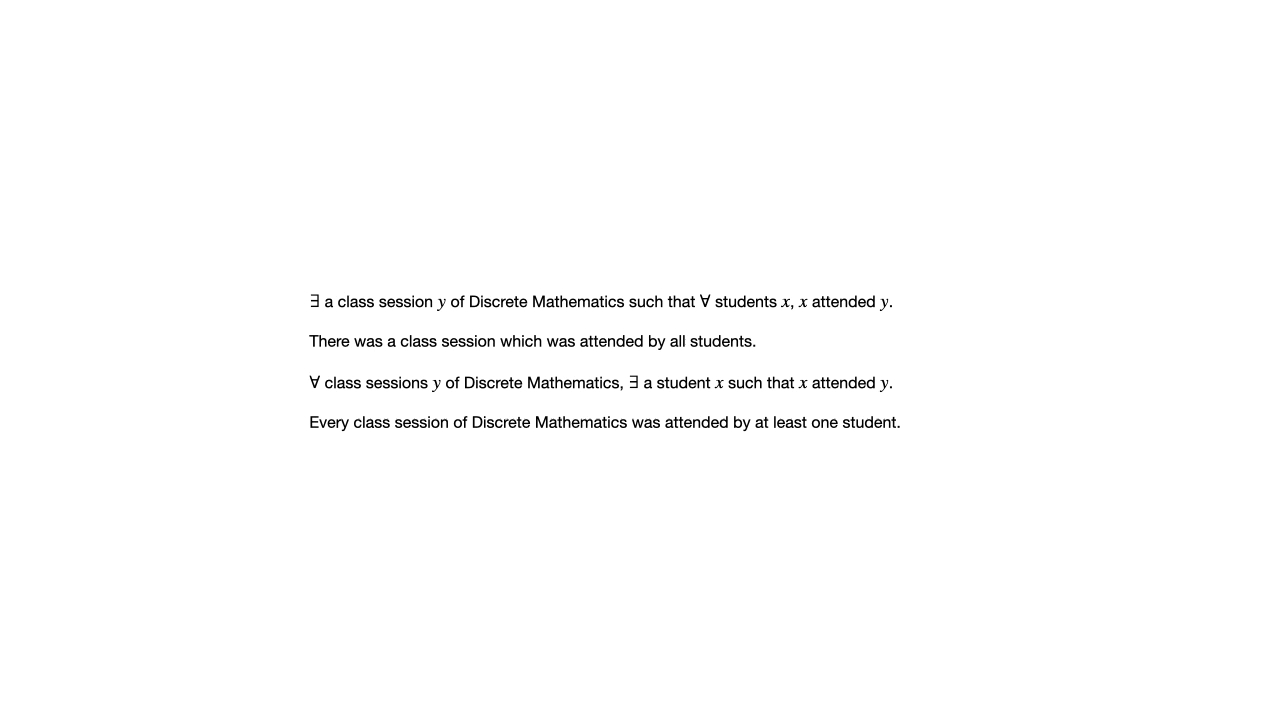 ∃ a class session y of Discrete Mathematics such that ∀ students x, x attended y.
There was a class session which was attended by all students.
∀ class sessions y of Discrete Mathematics, ∃ a student x such that x attended y.
Every class session of Discrete Mathematics was attended by at least one student.